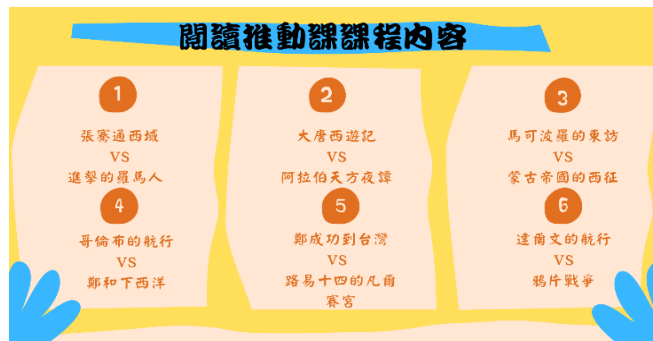 閱讀推動課課程內容
1
張騫通西域
VS
進擊的羅馬人
2
大唐西遊記
VS
阿拉伯天方夜譚
3
馬可波羅的東訪
VS
蒙古帝國的西征
4
哥倫布的航行
VS
鄭和下西洋
5
鄭成功到台灣
VS
路易十四的凡爾
賽宮
6
達爾文的航行
VS
鴉片戰爭